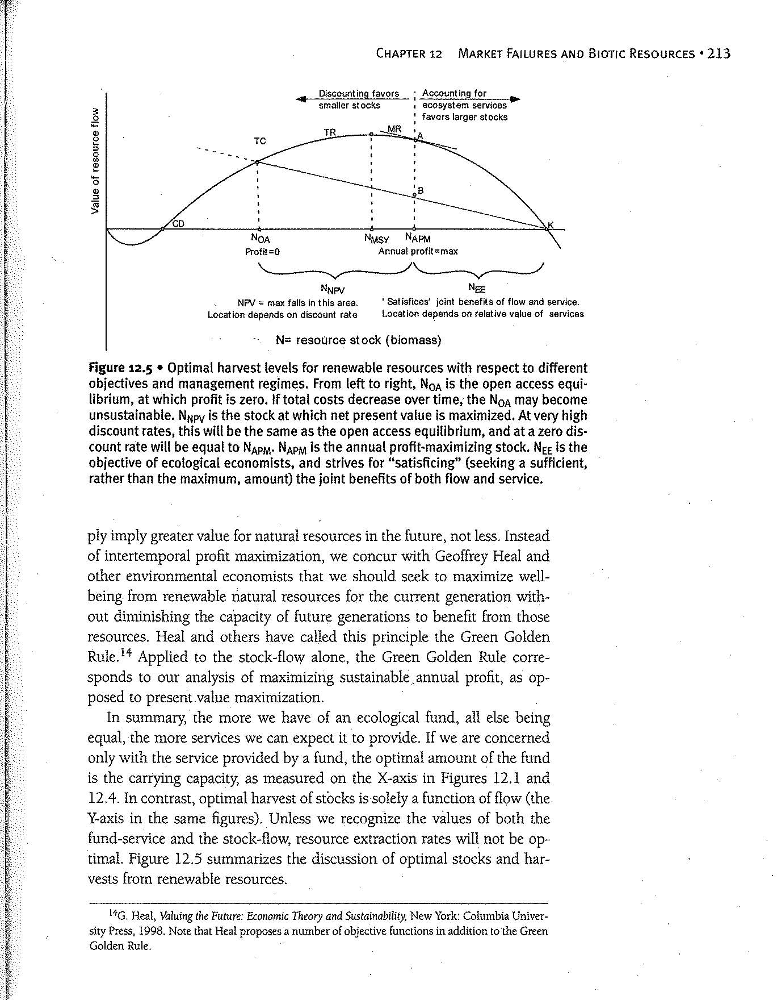 CHAPTER 12 MARKET FAILURES AND BIOTIC RESOURCES • 213
Discounting favors
smaller stocks
Accounting for
ecosystem services
favors larger stocks
Value of resource flow
TC
TR
MR
A
B
CD
K
NOA
Profit=0
NMSY
NAPM
Annual profit=max
NNPV
NPV = max falls in this area.
Location depends on discount rate
NEE
'Satisfices' joint benefits of flow and service.
Location depends on relative value of services
N= resource stock (biomass)
Figure 12.5 • Optimal harvest levels for renewable resources with respect to different
objectives and management regimes. From left to right, NOA is the open access equi-
librium, at which profit is zero. If total costs decrease over time, the NOA may become
unsustainable. NNPV is the stock at which net present value is maximized. At very high
discount rates, this will be the same as the open access equilibrium, and at a zero dis-
count rate will be equal to NAPM. NAPM is the annual profit-maximizing stock. NEE is the
objective of ecological economists, and strives for “satisficing” (seeking a sufficient,
rather than the maximum, amount) the joint benefits of both flow and service.
ply imply greater value for natural resources in the future, not less. Instead
of intertemporal profit maximization, we concur with Geoffrey Heal and
other environmental economists that we should seek to maximize well-
being from renewable natural resources for the current generation with-
out diminishing the capacity of future generations to benefit from those
resources. Heal and others have called this principle the Green Golden
Rule.14 Applied to the stock-flow alone, the Green Golden Rule corre-
sponds to our analysis of maximizing sustainable annual profit, as op-
posed to present value maximization.
In summary, the more we have of an ecological fund, all else being
equal, the more services we can expect it to provide. If we are concerned
only with the service provided by a fund, the optimal amount of the fund
is the carrying capacity, as measured on the X-axis in Figures 12.1 and
12.4. In contrast, optimal harvest of stocks is solely a function of flow (the
Y-axis in the same figures). Unless we recognize the values of both the
fund-service and the stock-flow, resource extraction rates will not be op-
timal. Figure 12.5 summarizes the discussion of optimal stocks and har-
vests from renewable resources.
14G. Heal, Valuing the Future: Economic Theory and Sustainability, New York: Columbia Univer-
sity Press, 1998. Note that Heal proposes a number of objective functions in addition to the Green
Golden Rule.